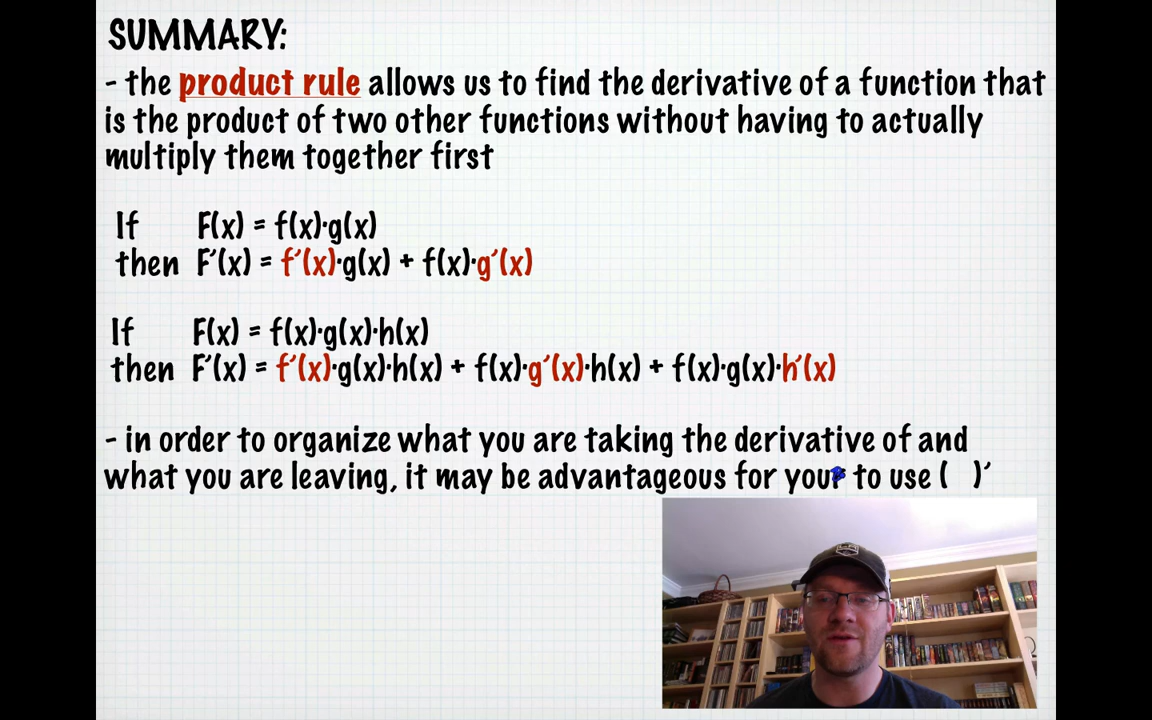 SUMMARY:
- the product rule allows us to find the derivative of a function that
is the product of two other functions without having to actually
multiply them together first
If F(x) = f(x)·g(x)
then F′(x) = f′(x)·g(x) + f(x)·g′(x)
If F(x) = f(x)·g(x)·h(x)
then F′(x) = f′(x)·g(x)·h(x) + f(x)·g′(x)·h(x) + f(x)·g(x)·h′(x)
- in order to organize what you are taking the derivative of and
what you are leaving, it may be advantageous for your to use ( )′